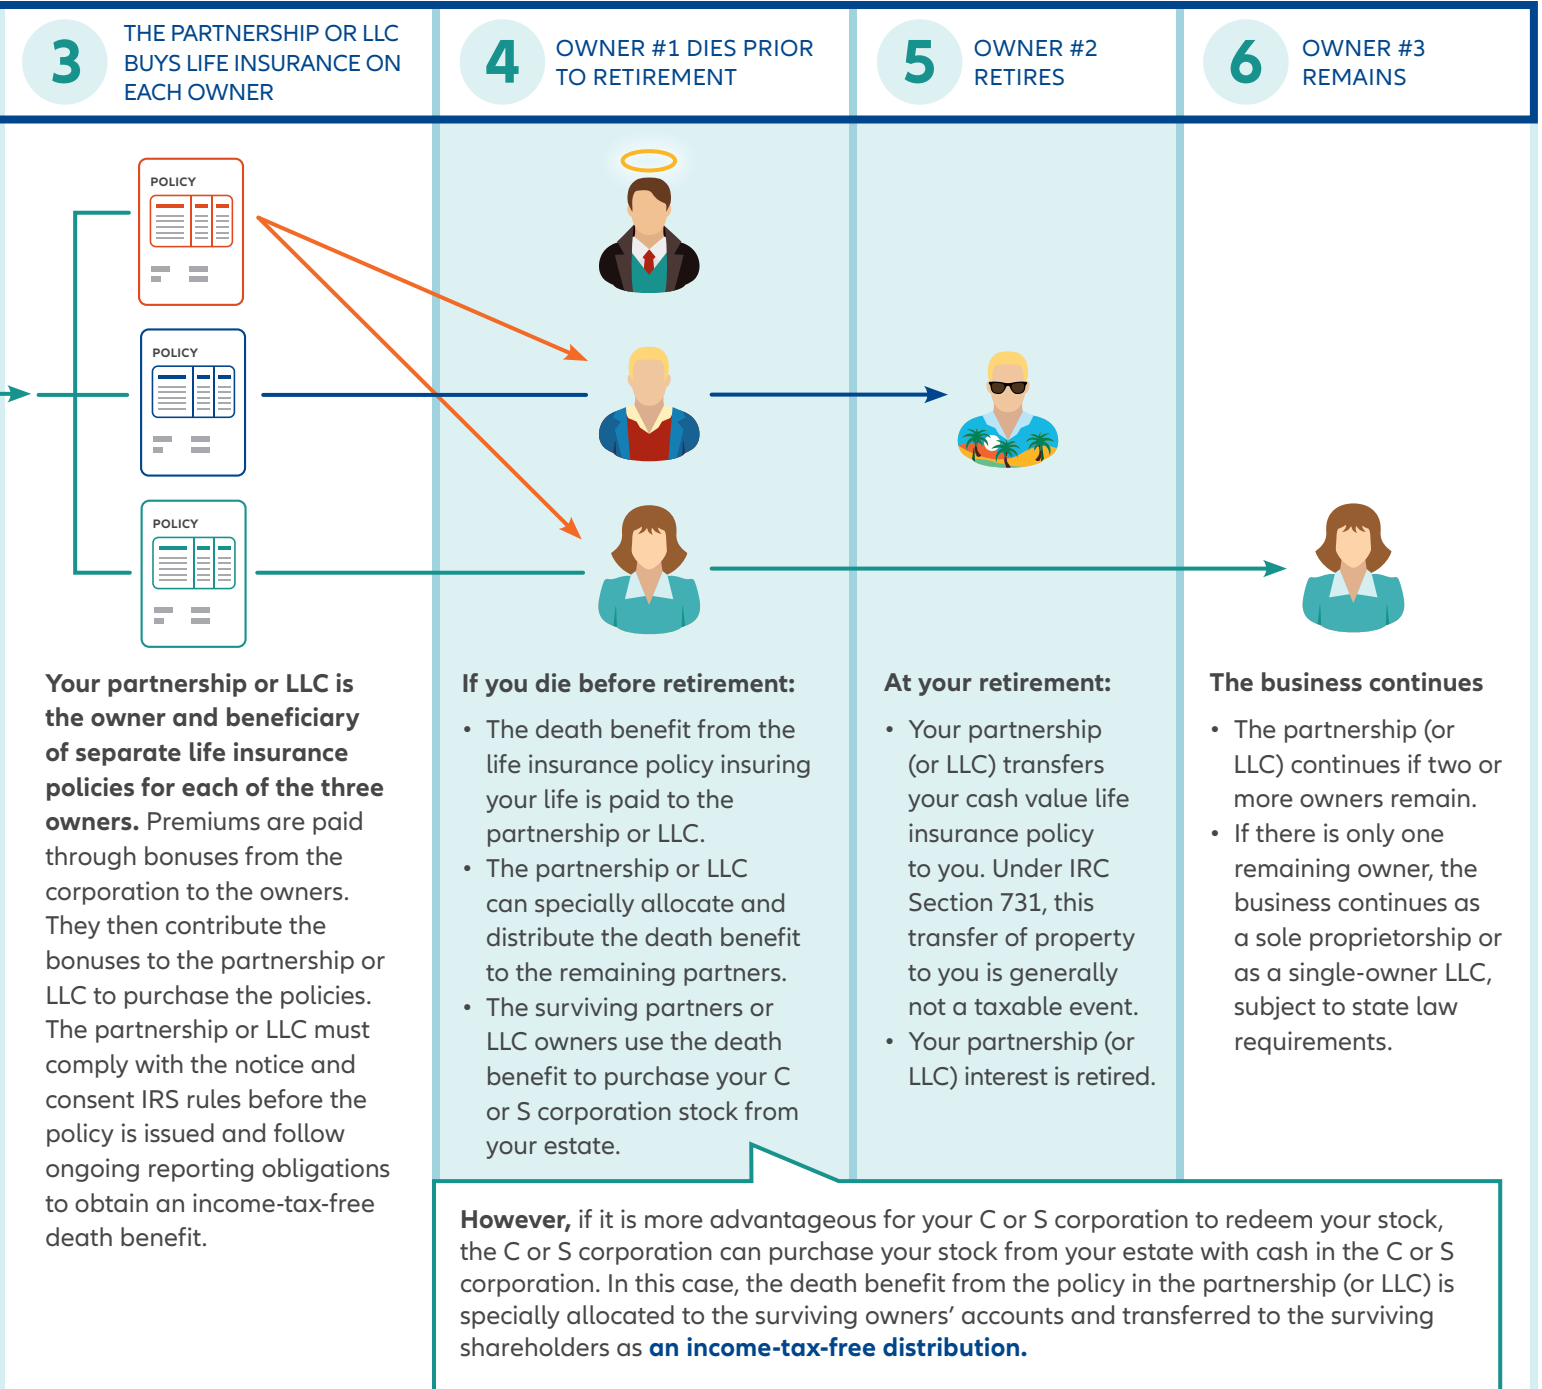 3
THE PARTNERSHIP OR LLC
BUYS LIFE INSURANCE ON
EACH OWNER
4
OWNER #1 DIES PRIOR
TO RETIREMENT
5
OWNER #2
RETIRES
6
OWNER #3
REMAINS
POLICY
POLICY
POLICY
Your partnership or LLC is
the owner and beneficiary
of separate life insurance
policies for each of the three
owners. Premiums are paid
through bonuses from the
corporation to the owners.
They then contribute the
bonuses to the partnership or
LLC to purchase the policies.
The partnership or LLC must
comply with the notice and
consent IRS rules before the
policy is issued and follow
ongoing reporting obligations
to obtain an income-tax-free
death benefit.
If you die before retirement:
• The death benefit from the
life insurance policy insuring
your life is paid to the
partnership or LLC.
• The partnership or LLC
can specially allocate and
distribute the death benefit
to the remaining partners.
• The surviving partners or
LLC owners use the death
benefit to purchase your C
or S corporation stock from
your estate.
At your retirement:
• Your partnership
(or LLC) transfers
your cash value life
insurance policy
to you. Under IRC
Section 731, this
transfer of property
to you is generally
not a taxable event.
• Your partnership (or
LLC) interest is retired.
The business continues
• The partnership (or
LLC) continues if two or
more owners remain.
• If there is only one
remaining owner, the
business continues as
a sole proprietorship or
as a single-owner LLC,
subject to state law
requirements.
However, if it is more advantageous for your C or S corporation to redeem your stock,
the C or S corporation can purchase your stock from your estate with cash in the C or S
corporation. In this case, the death benefit from the policy in the partnership (or LLC) is
specially allocated to the surviving owners’ accounts and transferred to the surviving
shareholders as an income-tax-free distribution.